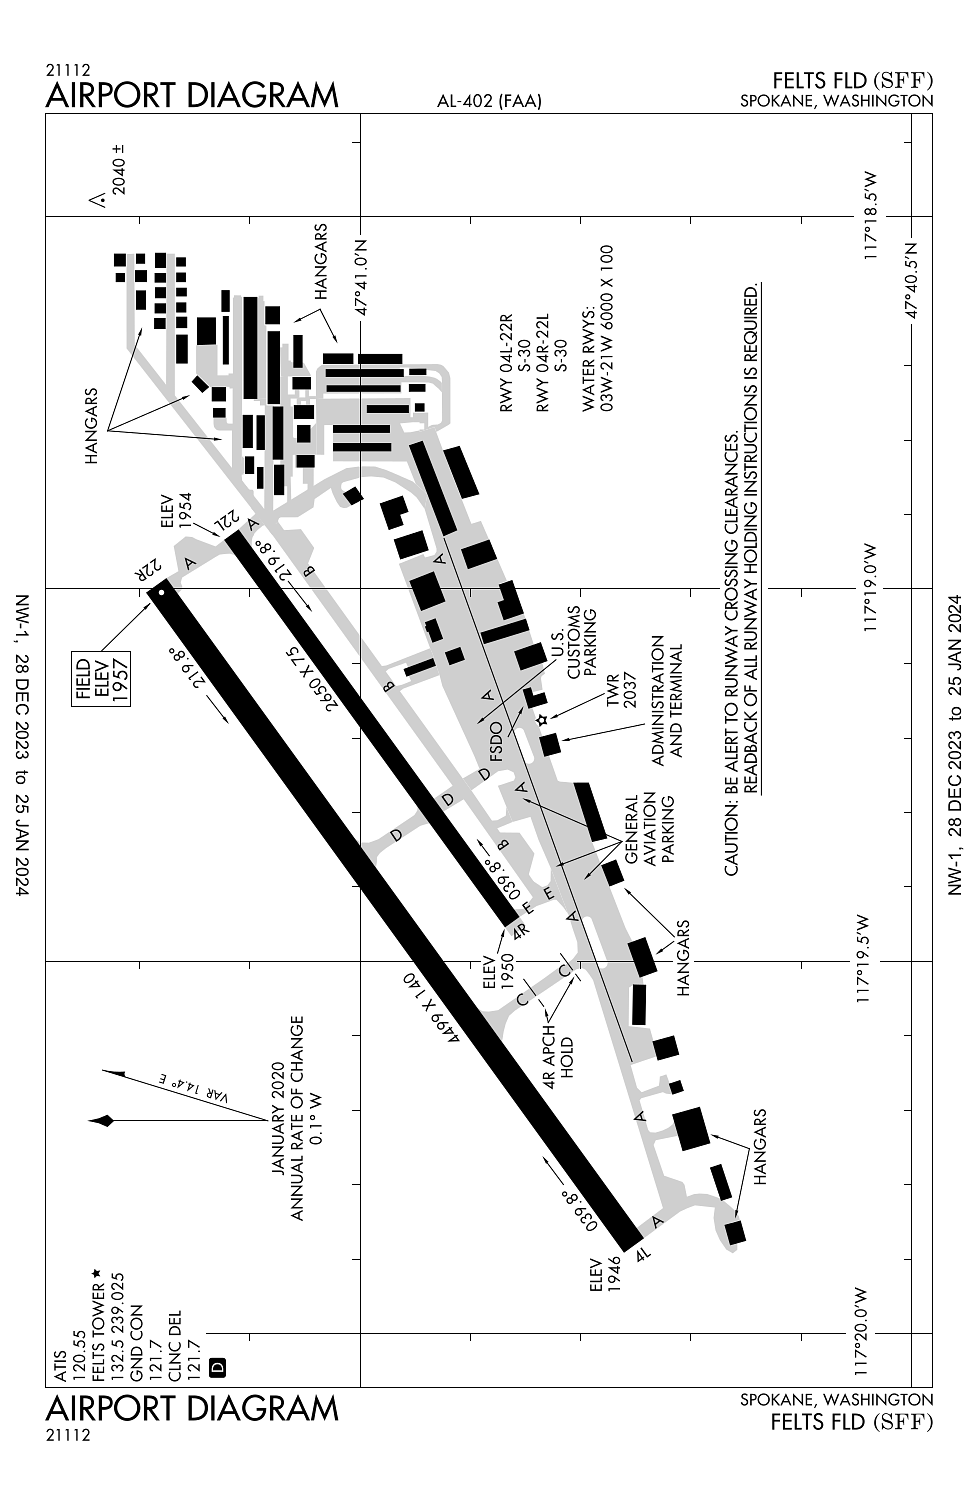 21112
AIRPORT DIAGRAM
AL-402 (FAA)
FELTS FLD (SFF)
SPOKANE, WASHINGTON
ATIS
120.55
FELTS TOWER ★
132.5 239.025
GND CON
121.7
CLNC DEL
121.7
D
JANUARY 2020
ANNUAL RATE OF CHANGE
0.1° W
VAR 14.4° E
FIELD
ELEV
1957
22R
A
ELEV
1954
22L
A
HANGARS
2040 ±
HANGARS
47°41.0'N
117°18.5'W
47°40.5'N
RWY 04L-22R
S-30
RWY 04R-22L
S-30
WATER RWYS:
03W-21W 6000 X 100
219.8°
219.8°
B
2650 X 75
B
A
A
U.S.
CUSTOMS
PARKING
FSDO
TWR
2037
ADMINISTRATION
AND TERMINAL
117°19.0'W
CAUTION: BE ALERT TO RUNWAY CROSSING CLEARANCES.
READBACK OF ALL RUNWAY HOLDING INSTRUCTIONS IS REQUIRED.
D
D
D
A
B
039.8°
E
E
A
4R
GENERAL
AVIATION
PARKING
ELEV
1950
C
C
4R APCH
HOLD
4499 X 140
HANGARS
117°19.5'W
A
HANGARS
039.8°
A
4L
ELEV
1946
117°20.0'W
NW-1, 28 DEC 2023 to 25 JAN 2024
NW-1, 28 DEC 2023 to 25 JAN 2024
AIRPORT DIAGRAM
21112
SPOKANE, WASHINGTON
FELTS FLD (SFF)